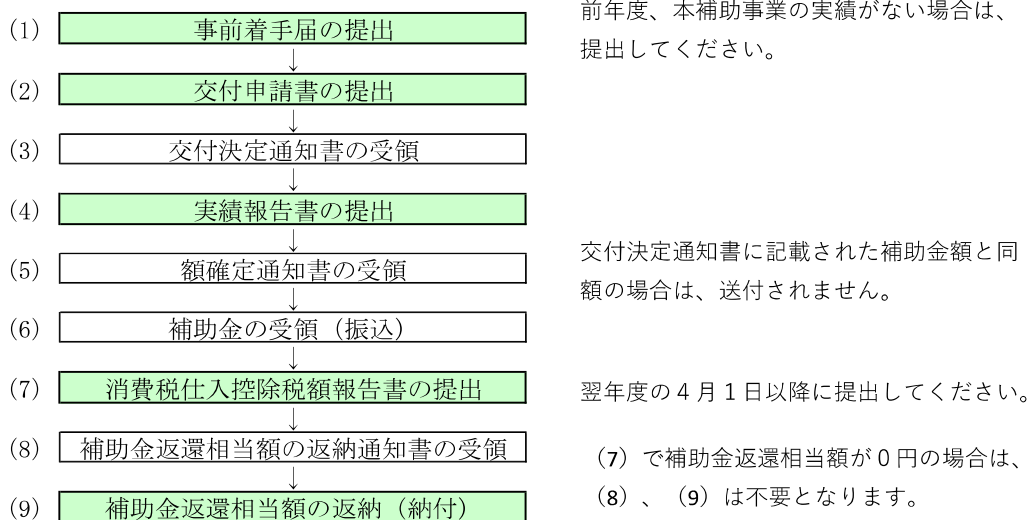 前年度、本補助事業の実績がない場合は、
(1) 事前着手届の提出
提出してください。
↓
(2) 交付申請書の提出
↓
(3) 交付決定通知書の受領
↓
(4) 実績報告書の提出
↓
交付決定通知書に記載された補助金額と同
(5) 額確定通知書の受領
額の場合は、送付されません。
↓
(6) 補助金の受領（振込）
↓
(7) 消費税仕入控除税額報告書の提出
翌年度の４月１日以降に提出してください。
↓
(8) 補助金返還相当額の返納通知書の受領
（7）で補助金返還相当額が０円の場合は、
↓
（8）、（9）は不要となります。
(9) 補助金返還相当額の返納（納付）